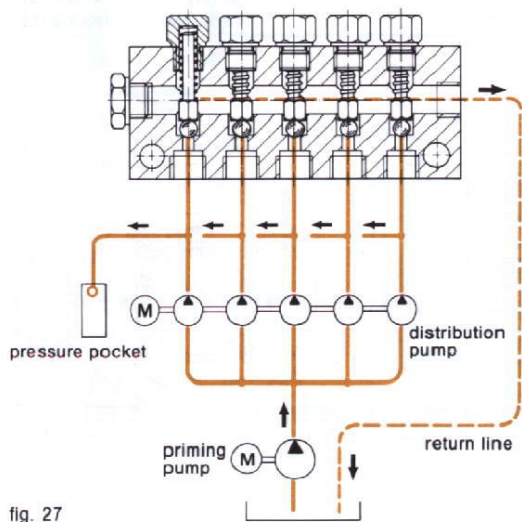 M
pressure pocket
distribution
pump
priming
pump
M
return line
fig. 27